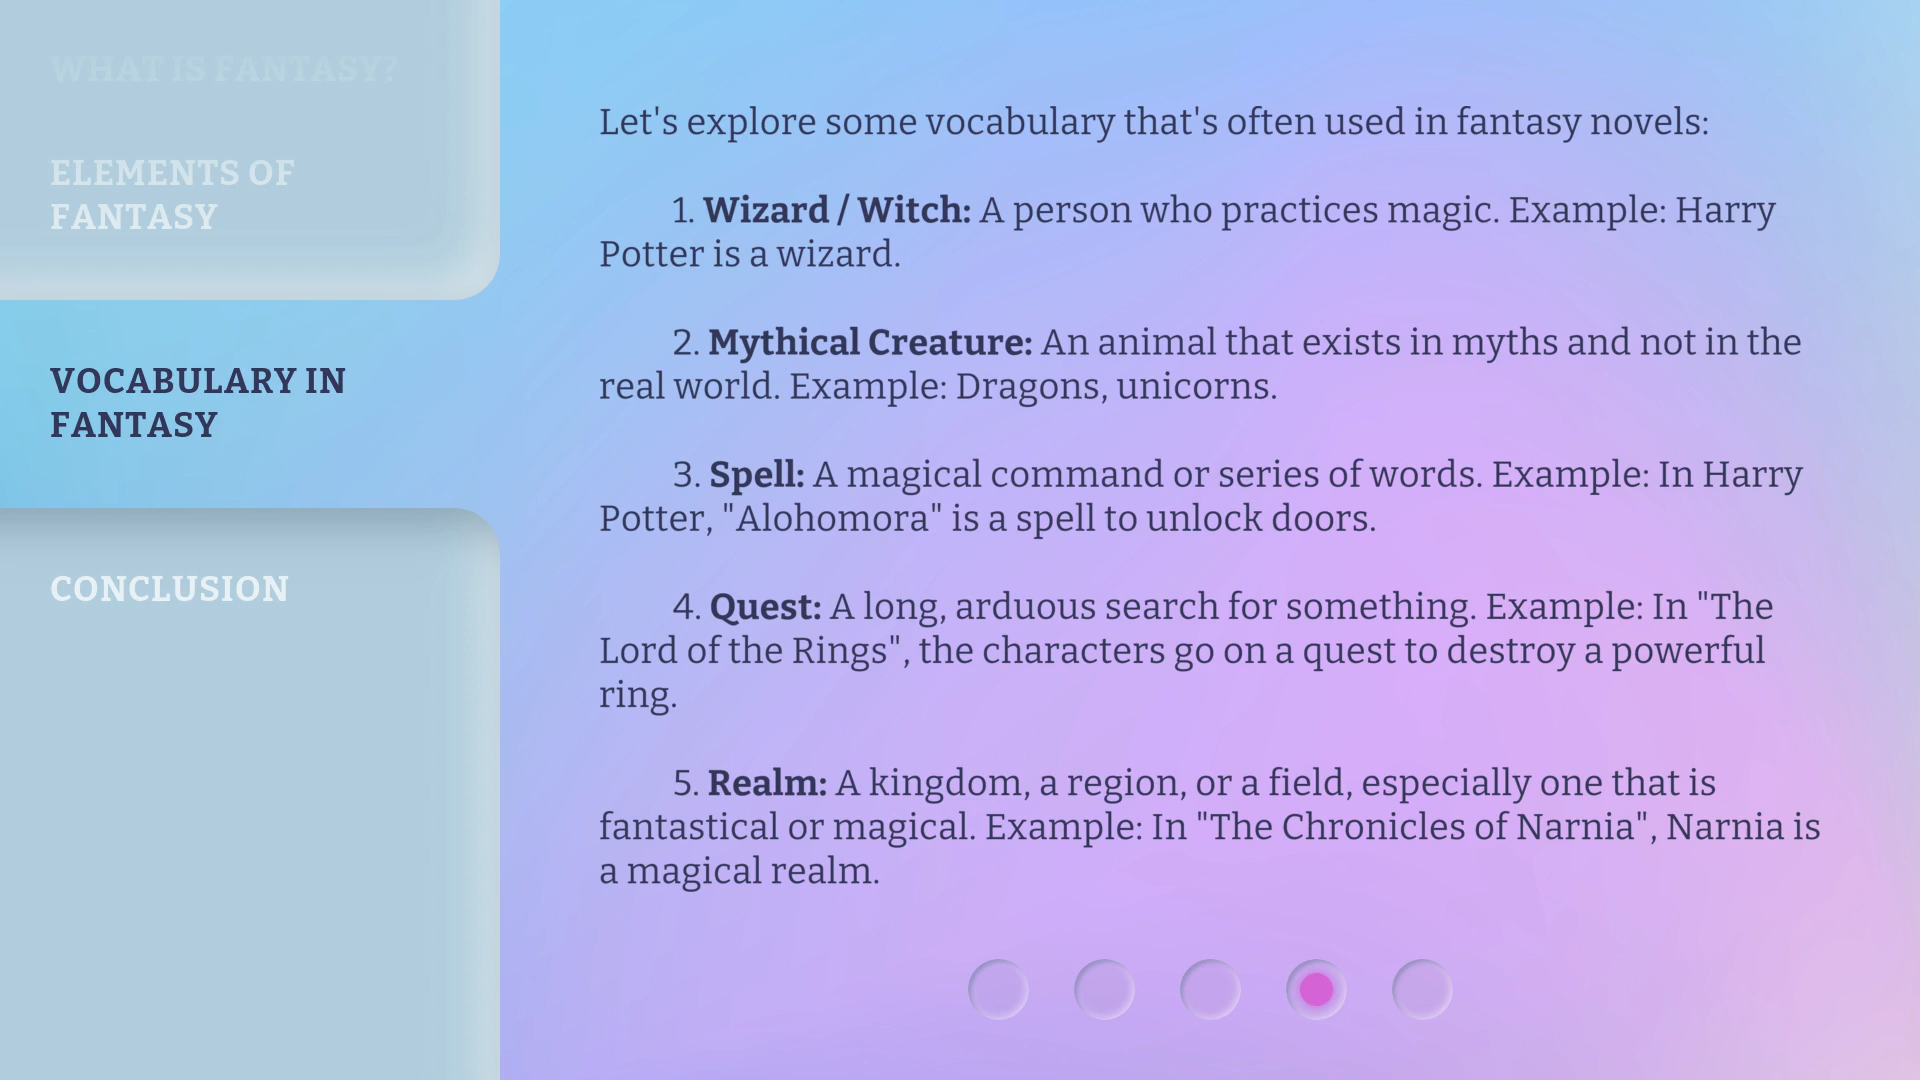 WHAT IS FANTASY?
ELEMENTS OF
FANTASY
VOCABULARY IN
FANTASY
CONCLUSION
Let's explore some vocabulary that's often used in fantasy novels:
1. Wizard / Witch: A person who practices magic. Example: Harry
Potter is a wizard.
2. Mythical Creature: An animal that exists in myths and not in the
real world. Example: Dragons, unicorns.
3. Spell: A magical command or series of words. Example: In Harry
Potter, "Alohomora" is a spell to unlock doors.
4. Quest: A long, arduous search for something. Example: In "The
Lord of the Rings", the characters go on a quest to destroy a powerful
ring.
5. Realm: A kingdom, a region, or a field, especially one that is
fantastical or magical. Example: In "The Chronicles of Narnia", Narnia is
a magical realm.